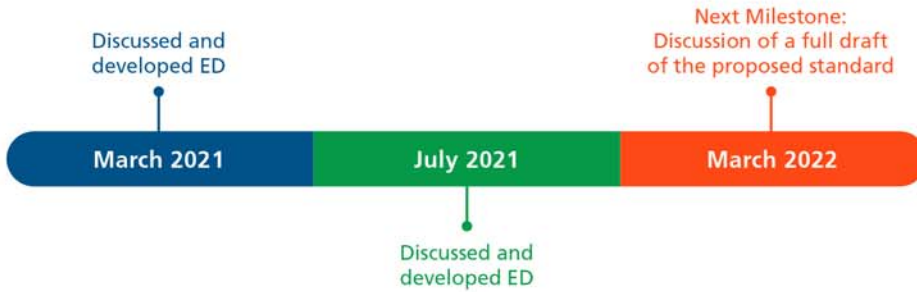 Next Milestone:
Discussion of a full draft
of the proposed standard
Discussed and
developed ED
March 2021
July 2021
March 2022
Discussed and
developed ED